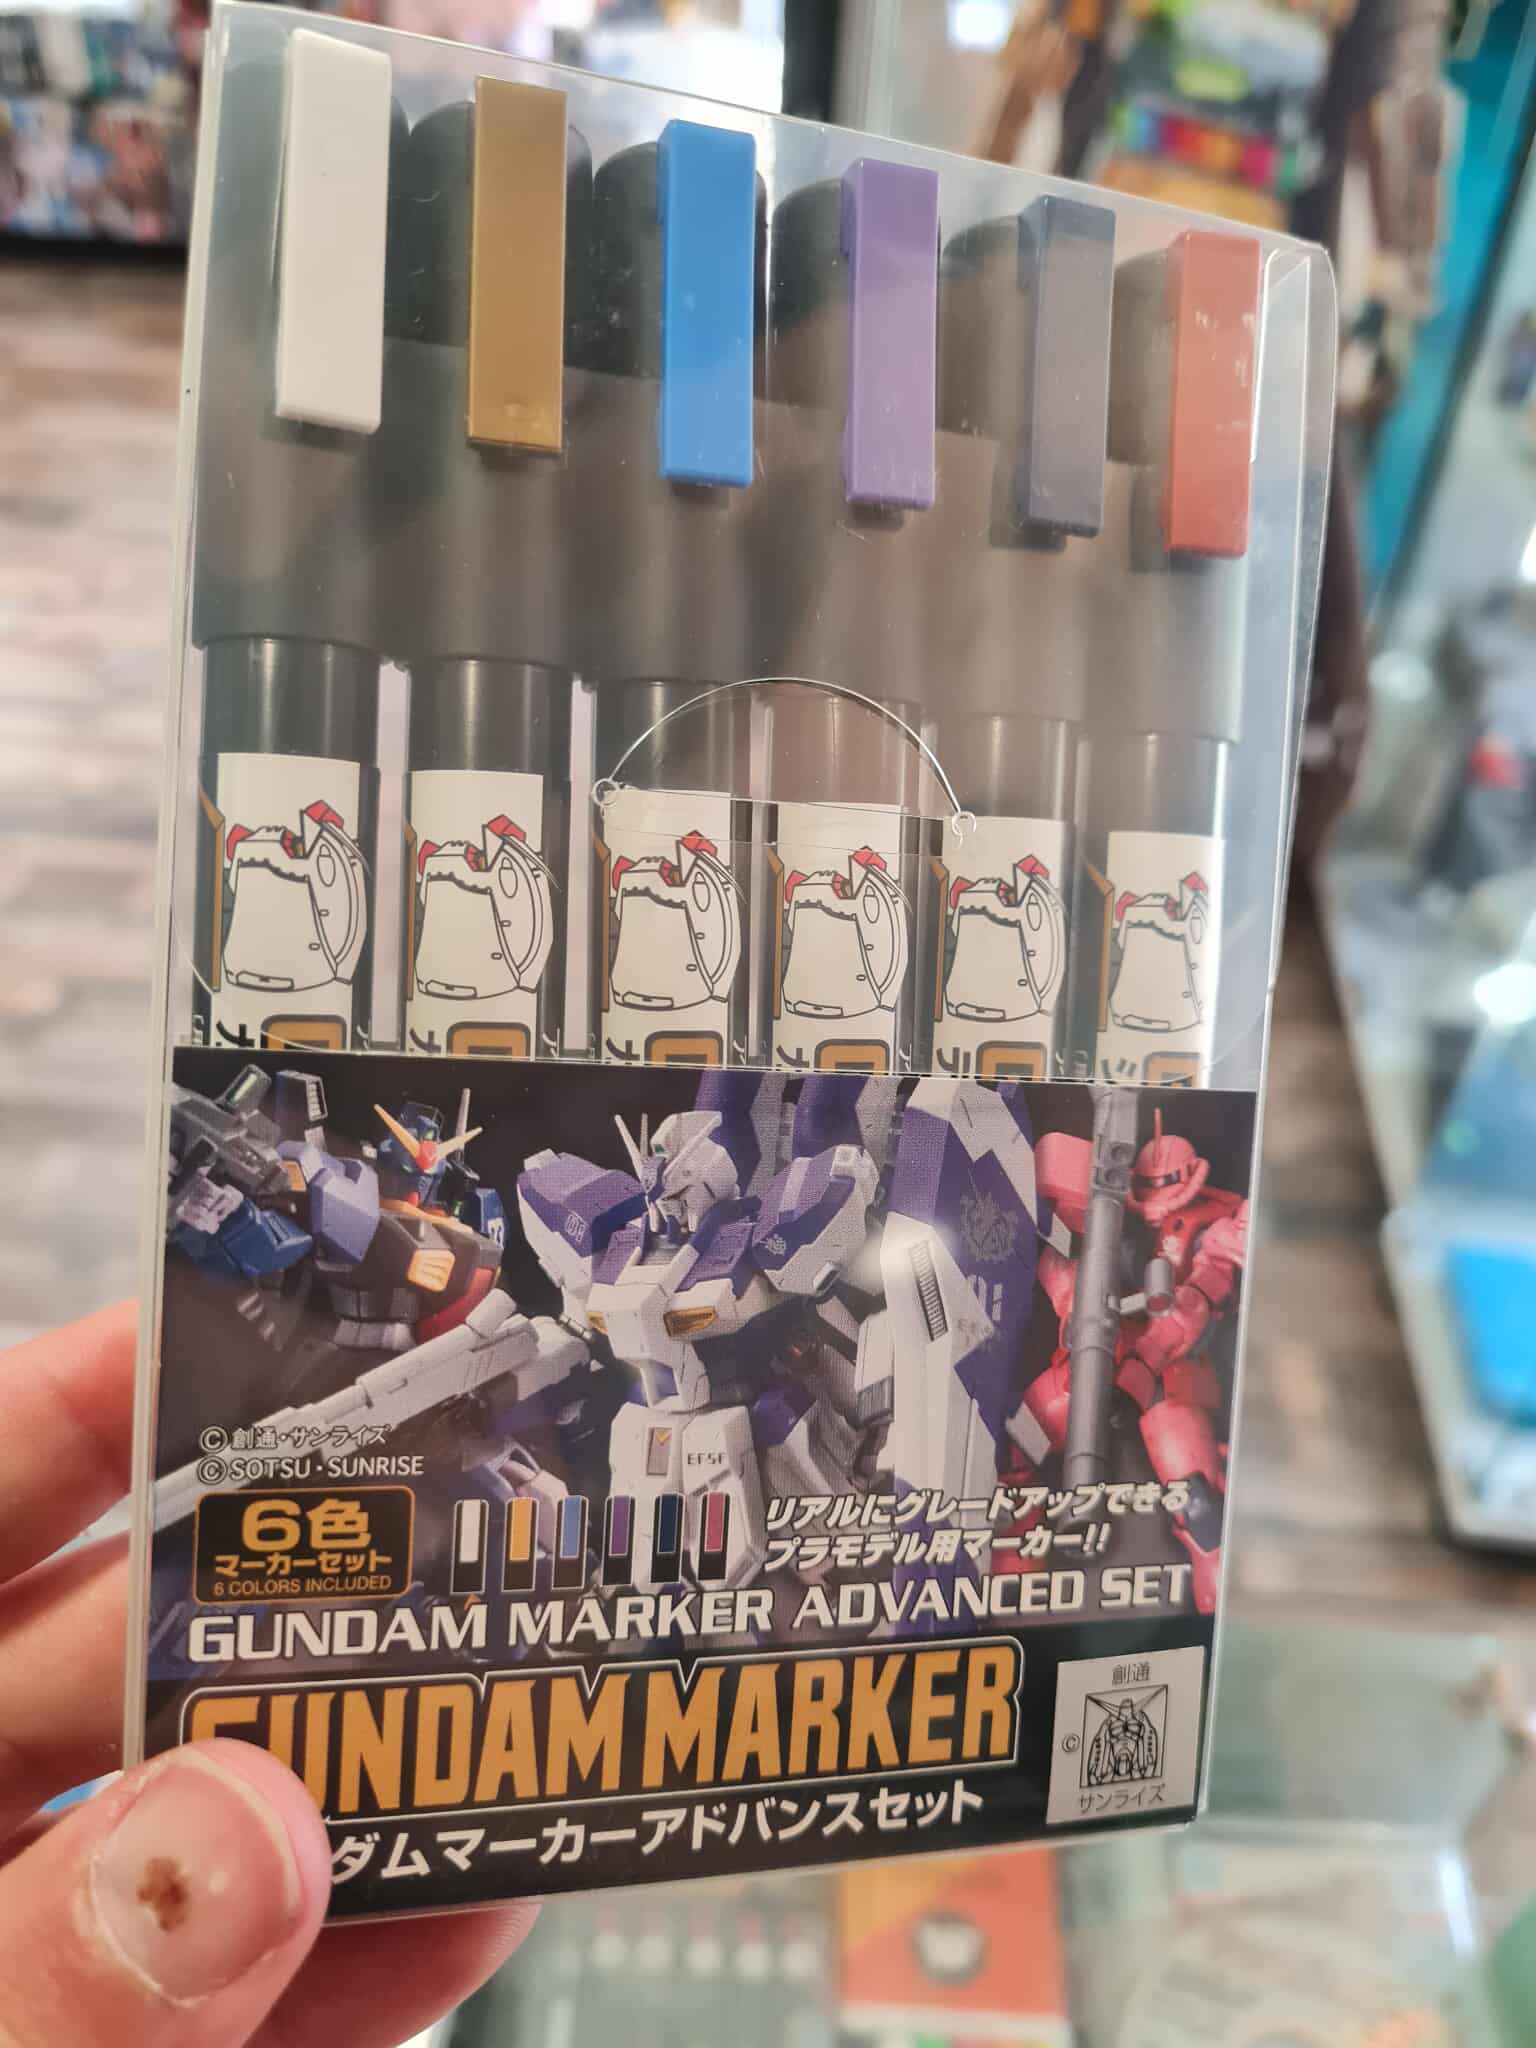 ©創通・サンライズ
©SOTSU・SUNRISE
6色
マーカーセット
6 COLORS INCLUDED
リアルにグレードアップできる
プラモデル用マーカー!!
GUNDAM MARKER ADVANCED SET
MARKER
ダムマーカーアドバンスセット
創通
©
サンライズ
EFSF